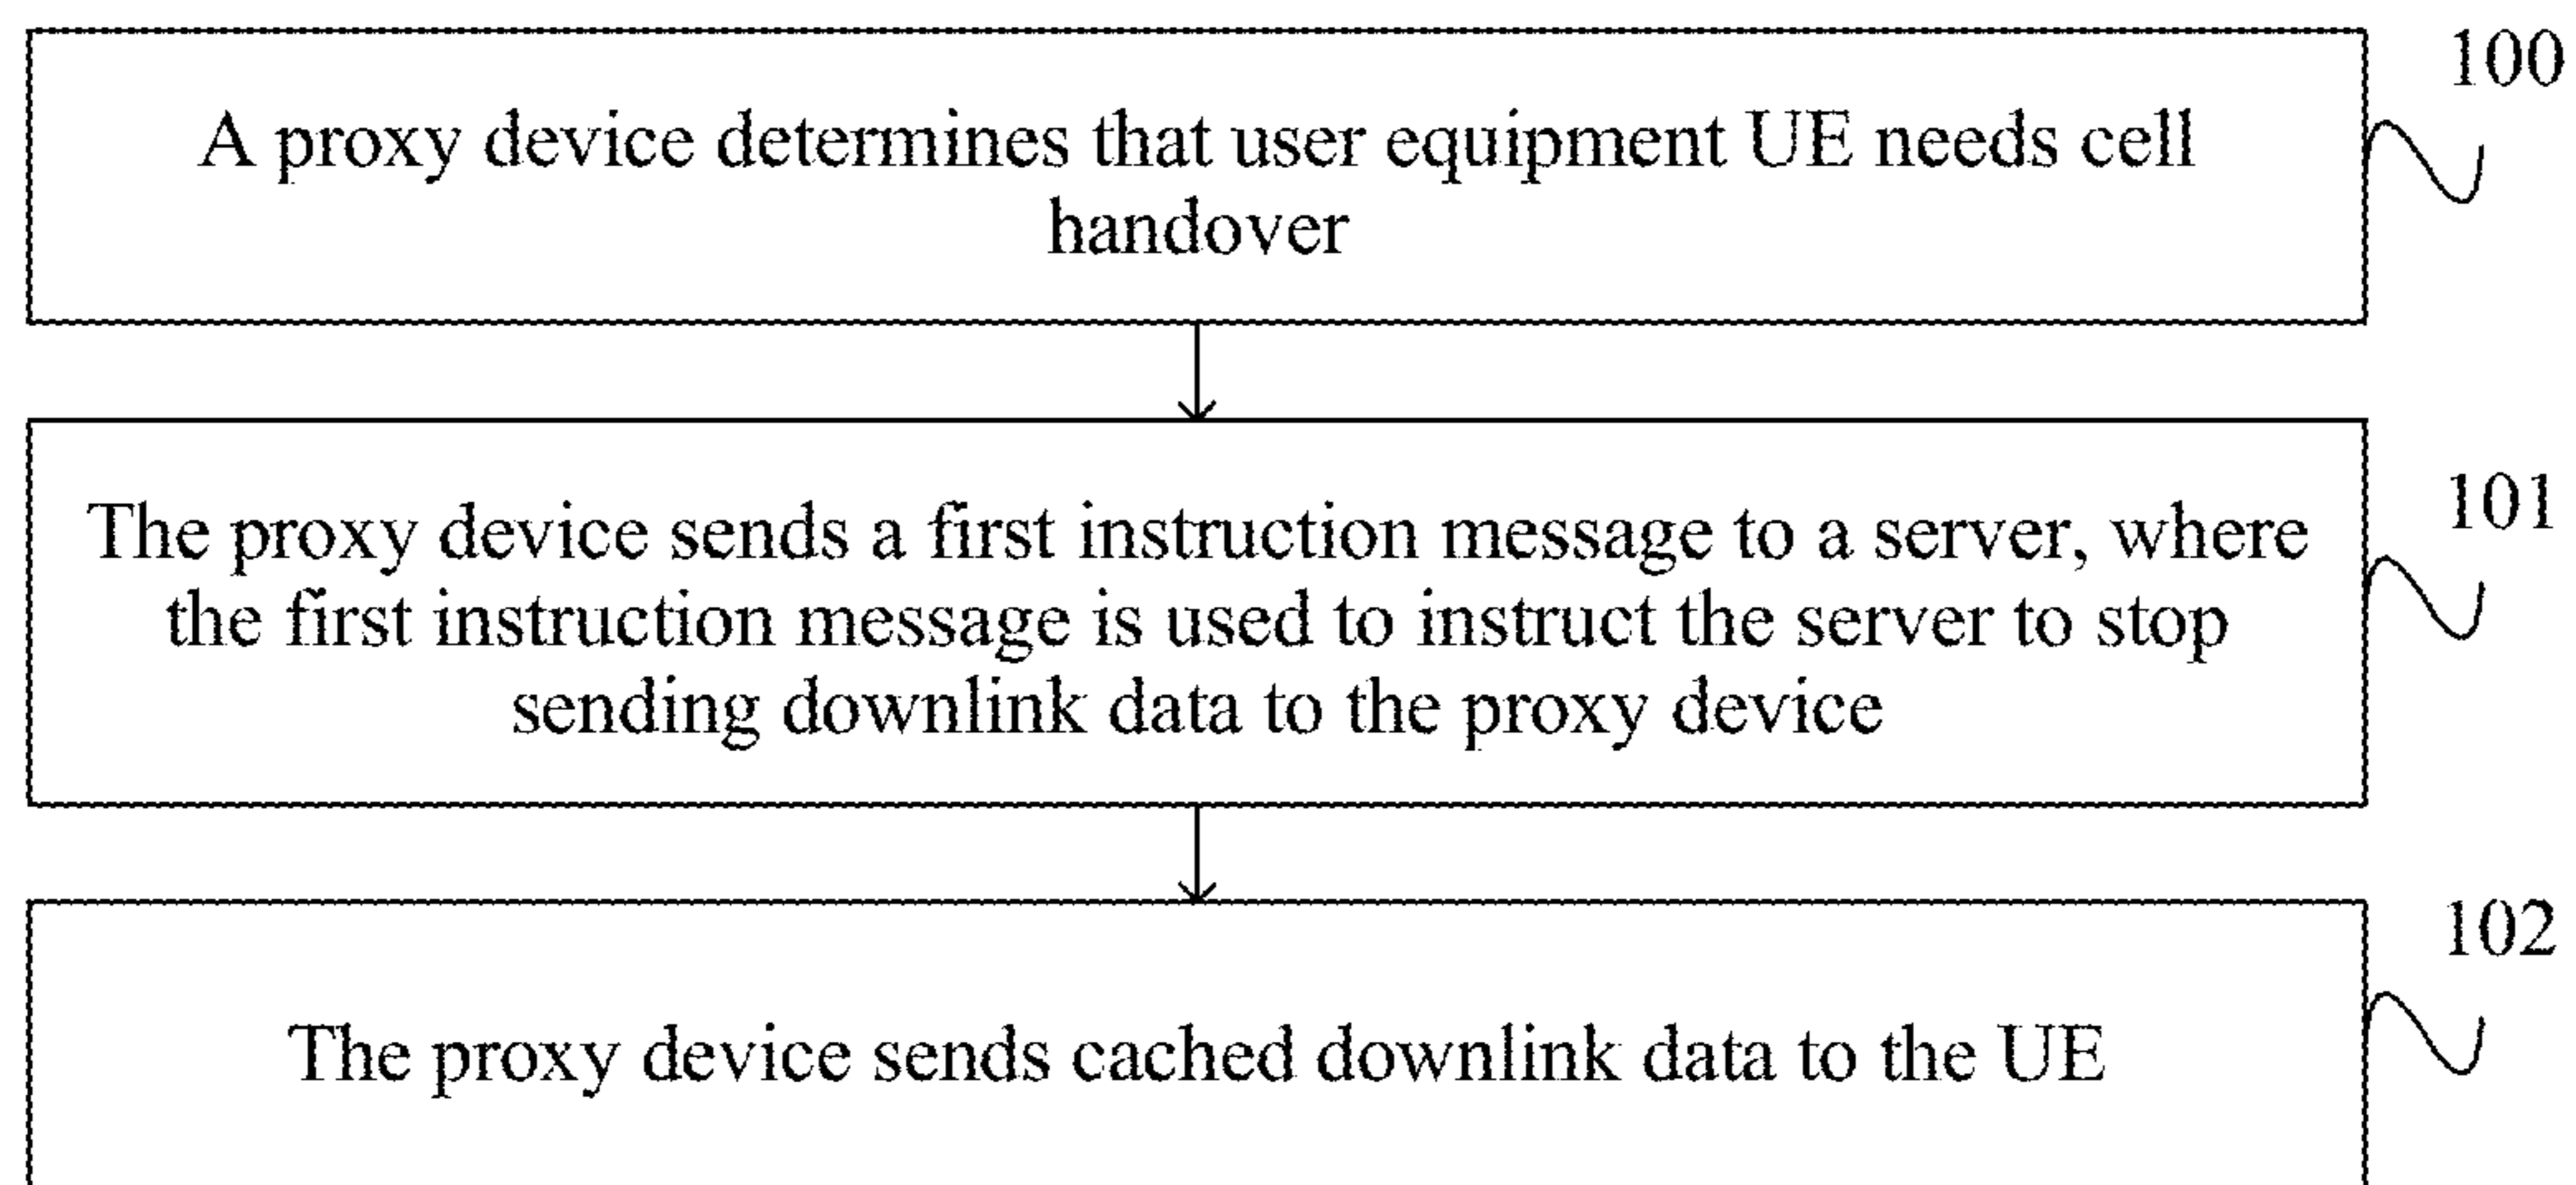 100
A proxy device determines that user equipment UE needs cell
handover
101
The proxy device sends a first instruction message to a server, where
the first instruction message is used to instruct the server to stop
sending downlink data to the proxy device
102
The proxy device sends cached downlink data to the UE